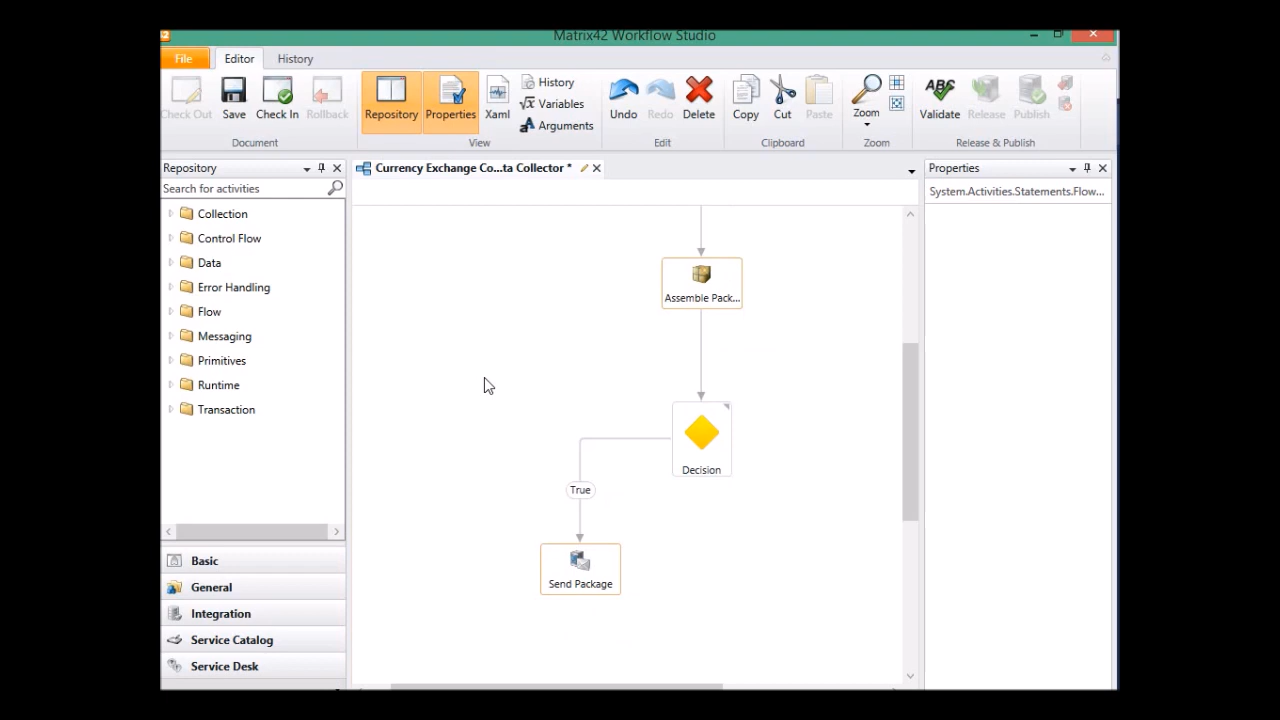 Matrix42 Workflow Studio
File Editor History
Check Out Save Check In Rollback
Repository Properties Xaml
History
Variables
Arguments
Undo Redo Delete
Copy Cut Paste
Zoom
Validate Release Publish
Document View Edit Clipboard Zoom Release & Publish
Repository
Currency Exchange Co...ta Collector *
Properties
Search for activities
System.Activities.Statements.Flow...
Collection
Control Flow
Data
Error Handling
Flow
Messaging
Primitives
Runtime
Transaction
Assemble Pack...
Decision
True
Send Package
Basic
General
Integration
Service Catalog
Service Desk